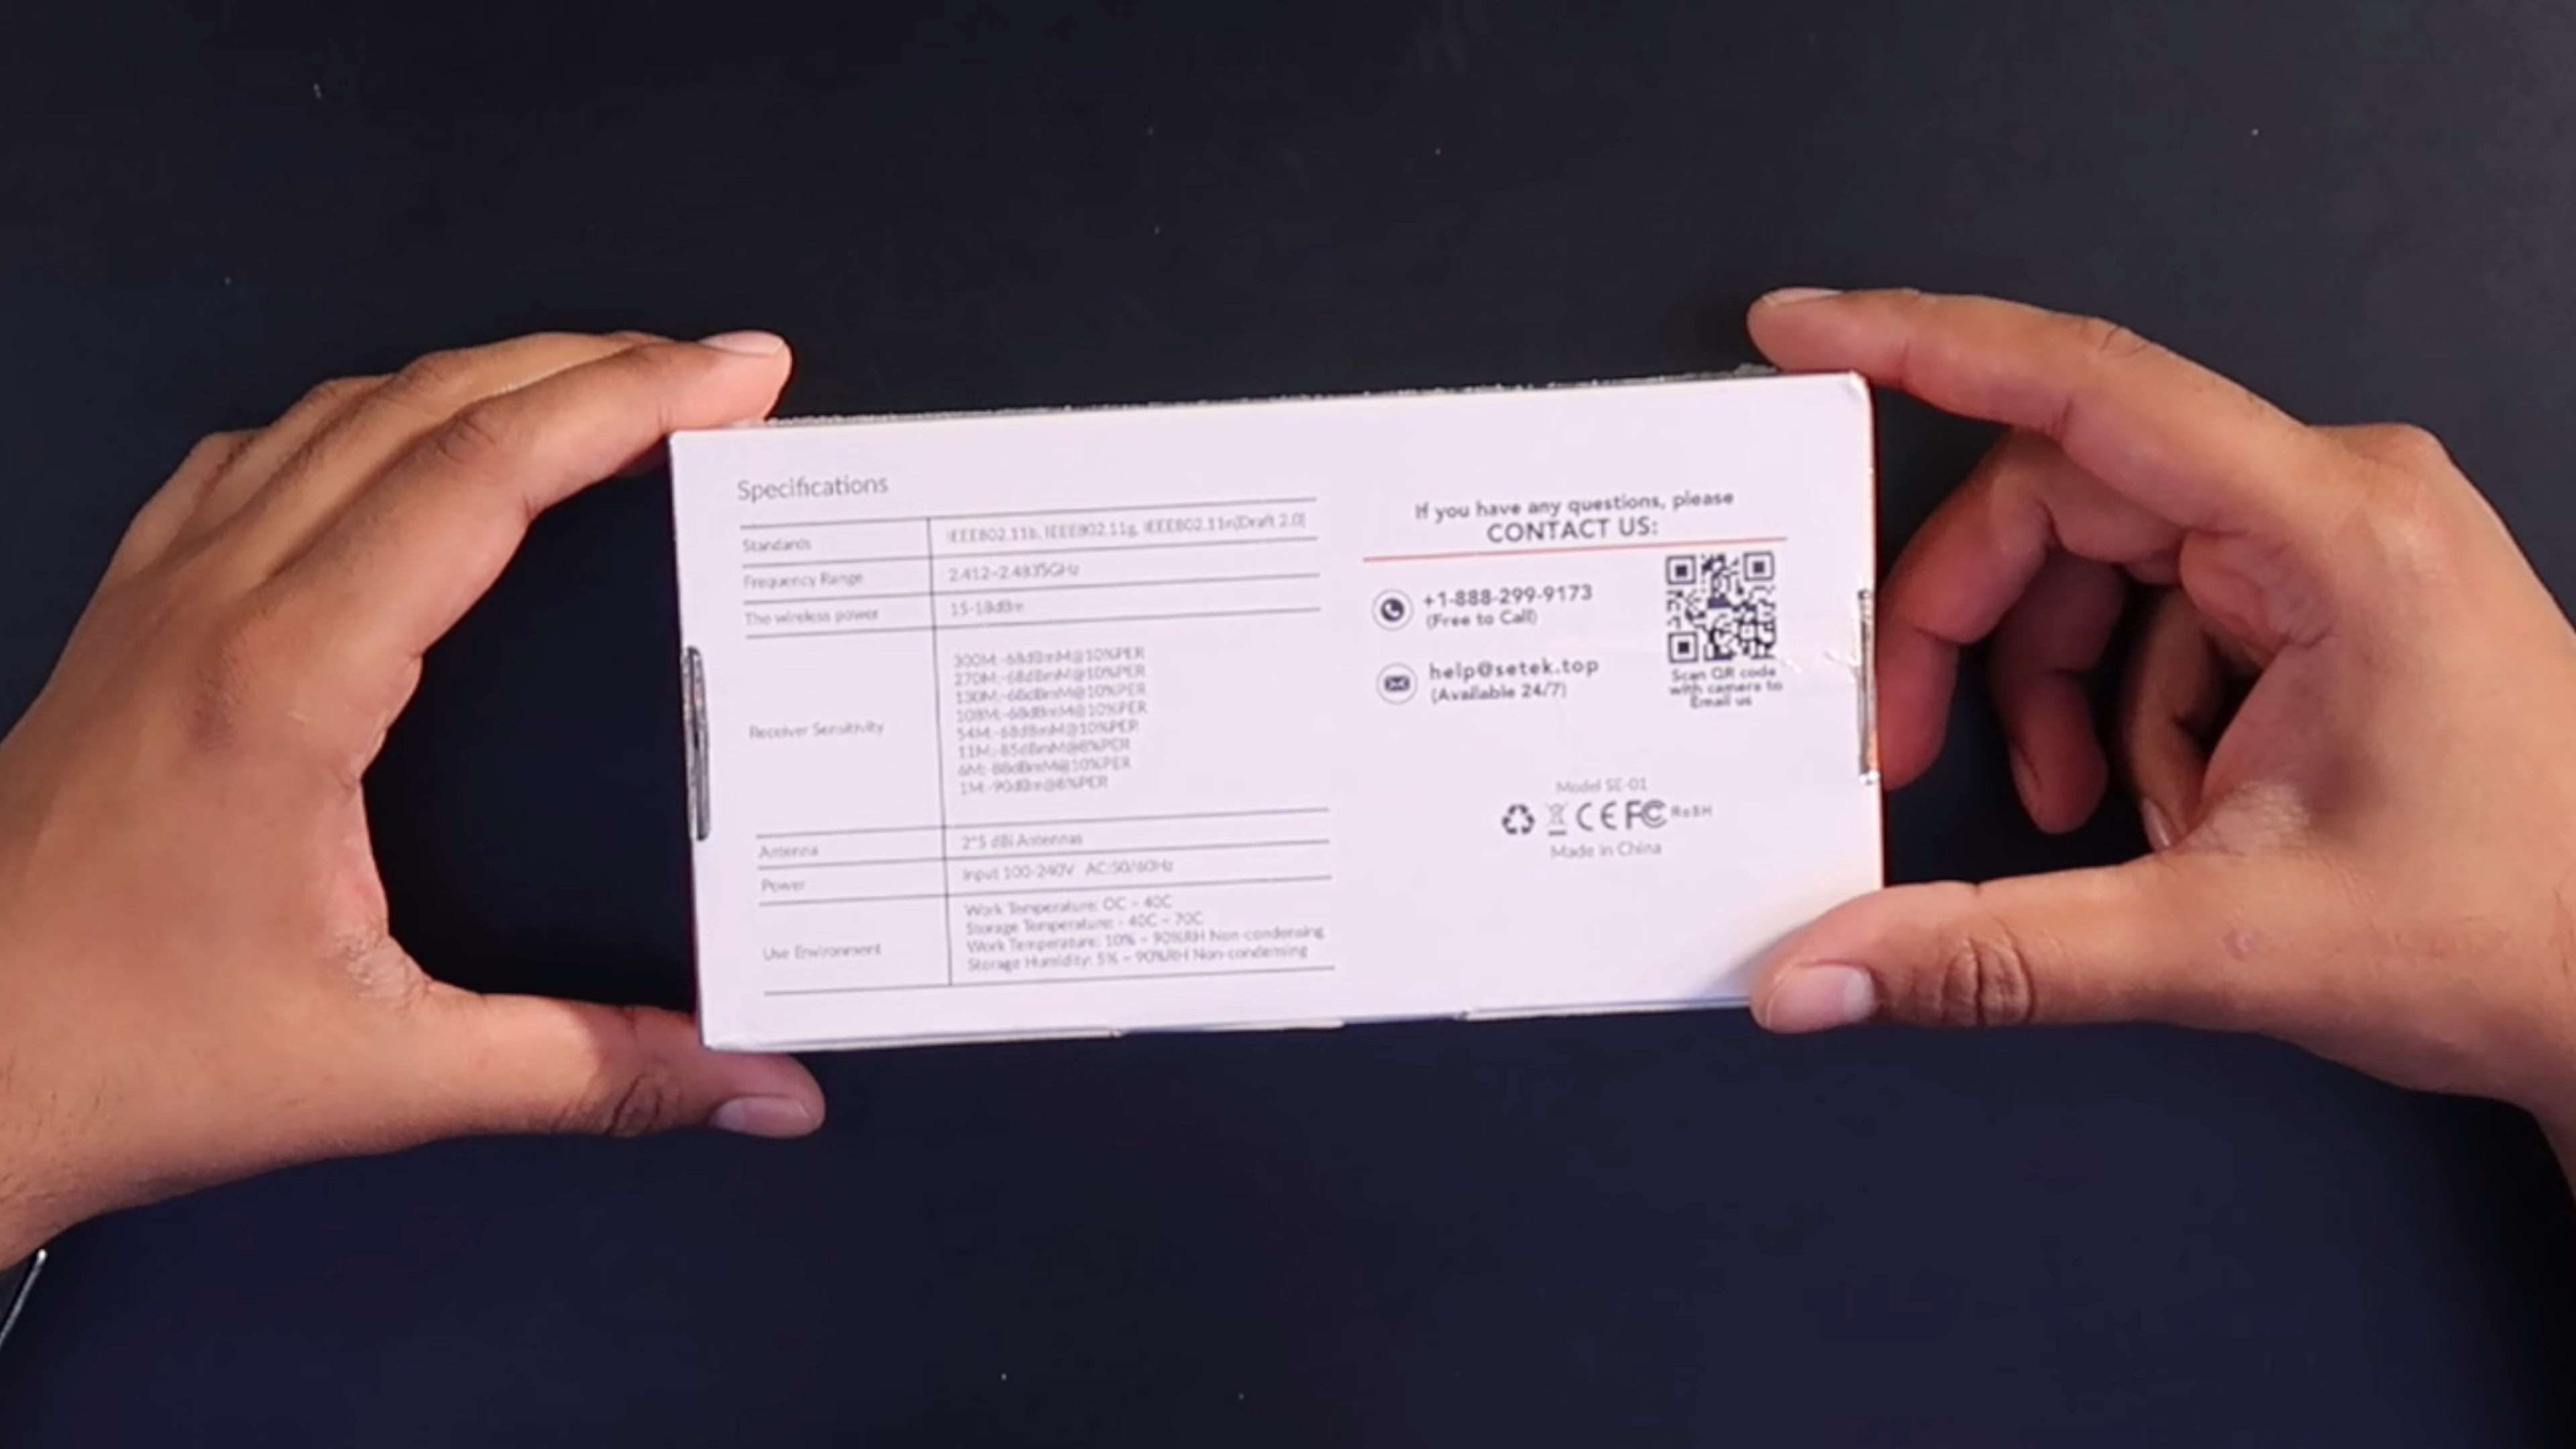 Specifications
Standards
IEEE802.11b, IEEE802.11g, IEEE802.11n(Draft 2.0)
Frequency Range
2.412-2.4835GHz
The wireless power
15-18dBm
Receiver Sensitivity
300M:-68dBmM@10%PER
270M:-68dBmM@10%PER
130M:-68dBmM@10%PER
108M:-68dBmM@10%PER
54M:-68dBmM@10%PER
11M:-85dBmM@8%PER
6M:-88dBmM@10%PER
1M:-90dBm@8%PER
Antenna
2*5 dBi Antennas
Power
Input 100-240V AC:50/60Hz
Use Environment
Work Temperature: OC - 40C
Storage Temperature: - 40C - 70C
Work Temperature: 10% - 90%RH Non-condensing
Storage Humidity: 5% - 90%RH Non-condensing
If you have any questions, please
CONTACT US:
+1-888-299-9173
(Free to Call)
help@setek.top
(Available 24/7)
Scan QR code
with camera to
Email us
Model SE-01
CE FC RoSH
Made in China